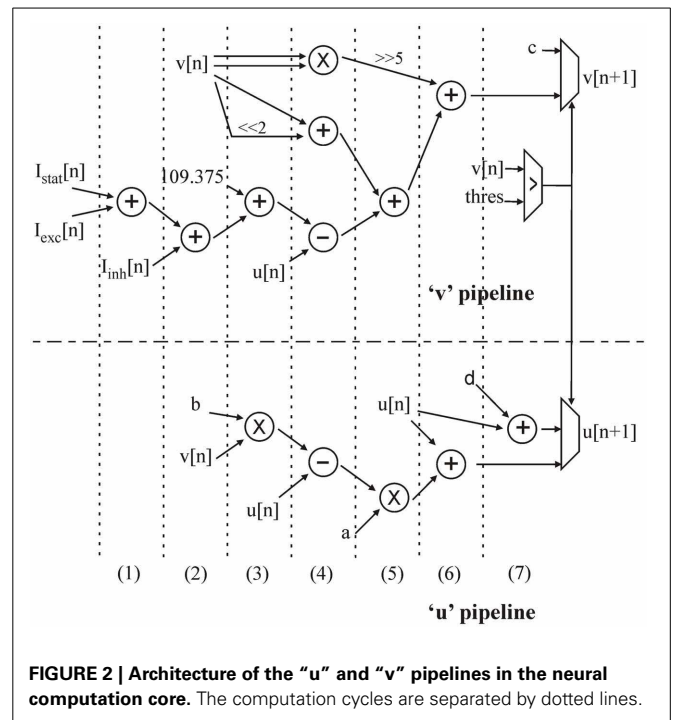 v[n]
X
>>5
c
v[n+1]
+
<<2
+
109.375
v[n]
thres
>
I_stat[n]
I_exc[n]
+
+
+
+
−
I_inh[n]
u[n]
'v' pipeline
b
v[n]
X
u[n]
d
+
u[n+1]
−
+
u[n]
X
a
(1) (2) (3) (4) (5) (6) (7)
'u' pipeline
FIGURE 2 | Architecture of the "u" and "v" pipelines in the neural
computation core. The computation cycles are separated by dotted lines.